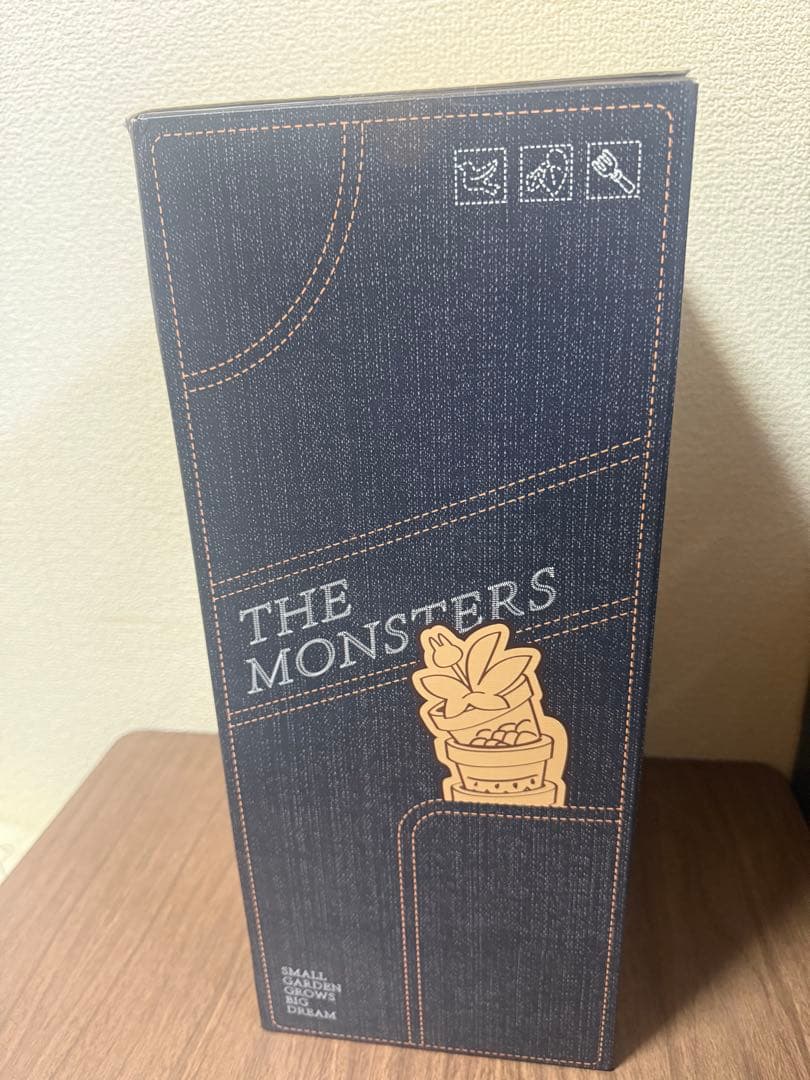 THE
MONSTERS
SMALL
GARDEN
GROWS
BIG
DREAM